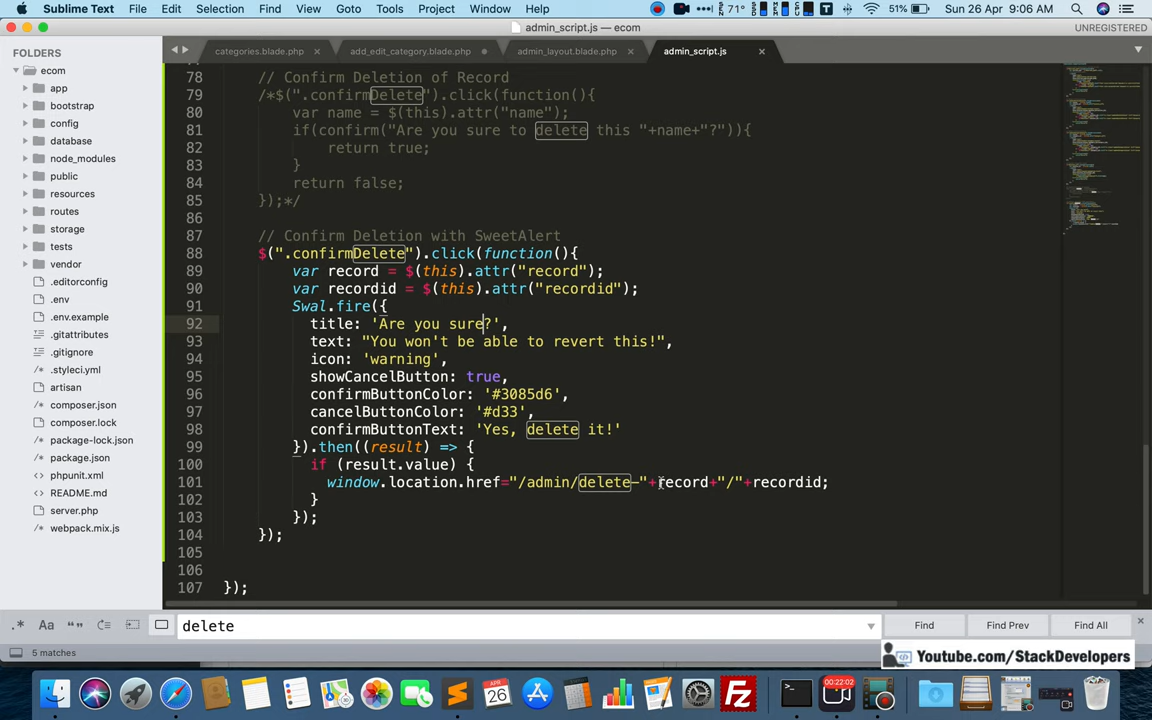 Sublime Text File Edit Selection Find View Goto Tools Project Window Help 71° 51% Sun 26 Apr 9:06 AM
admin_script.js — ecom UNREGISTERED
FOLDERS
ecom
app
bootstrap
config
database
node_modules
public
resources
routes
storage
tests
vendor
.editorconfig
.env
.env.example
.gitattributes
.gitignore
.styleci.yml
artisan
composer.json
composer.lock
package-lock.json
package.json
phpunit.xml
README.md
server.php
webpack.mix.js
categories.blade.php add_edit_category.blade.php admin_layout.blade.php admin_script.js
78 // Confirm Deletion of Record
79 /*$(".confirmDelete").click(function(){
80 var name = $(this).attr("name");
81 if(confirm("Are you sure to delete this "+name+"?")){
82 return true;
83 }
84 return false;
85 });*/
86
87 // Confirm Deletion with SweetAlert
88 $(".confirmDelete").click(function(){
89 var record = $(this).attr("record");
90 var recordid = $(this).attr("recordid");
91 Swal.fire({
92 title: 'Are you sure?',
93 text: "You won't be able to revert this!",
94 icon: 'warning',
95 showCancelButton: true,
96 confirmButtonColor: '#3085d6',
97 cancelButtonColor: '#d33',
98 confirmButtonText: 'Yes, delete it!'
99 }).then((result) => {
100 if (result.value) {
101 window.location.href="/admin/delete-"+record+"/"+recordid;
102 }
103 });
104 });
105
106
107 });
.* Aa “” delete Find Find Prev Find All
5 matches
Youtube.com/StackDevelopers
APR
26
00:22:02